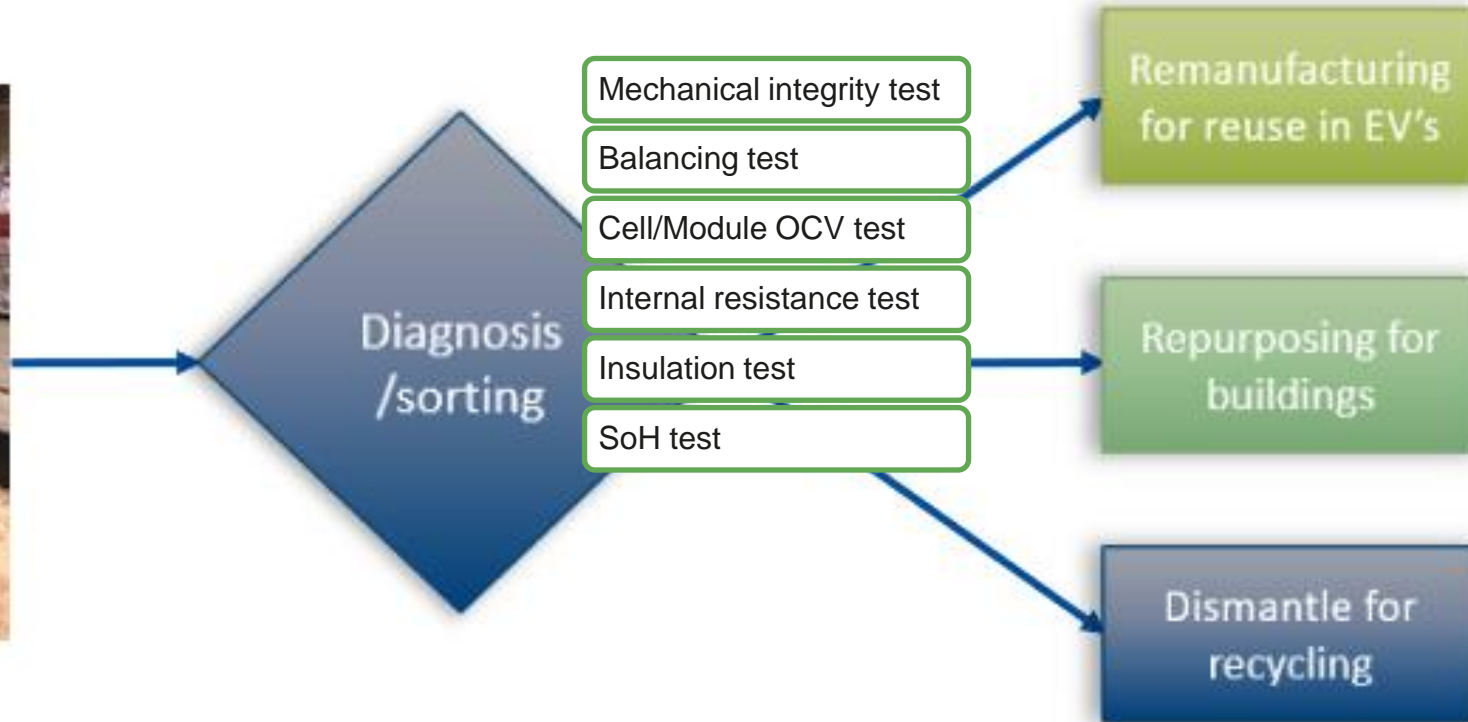 Diagnosis
/sorting
Mechanical integrity test
Balancing test
Cell/Module OCV test
Internal resistance test
Insulation test
SoH test
Remanufacturing
for reuse in EV's
Repurposing for
buildings
Dismantle for
recycling